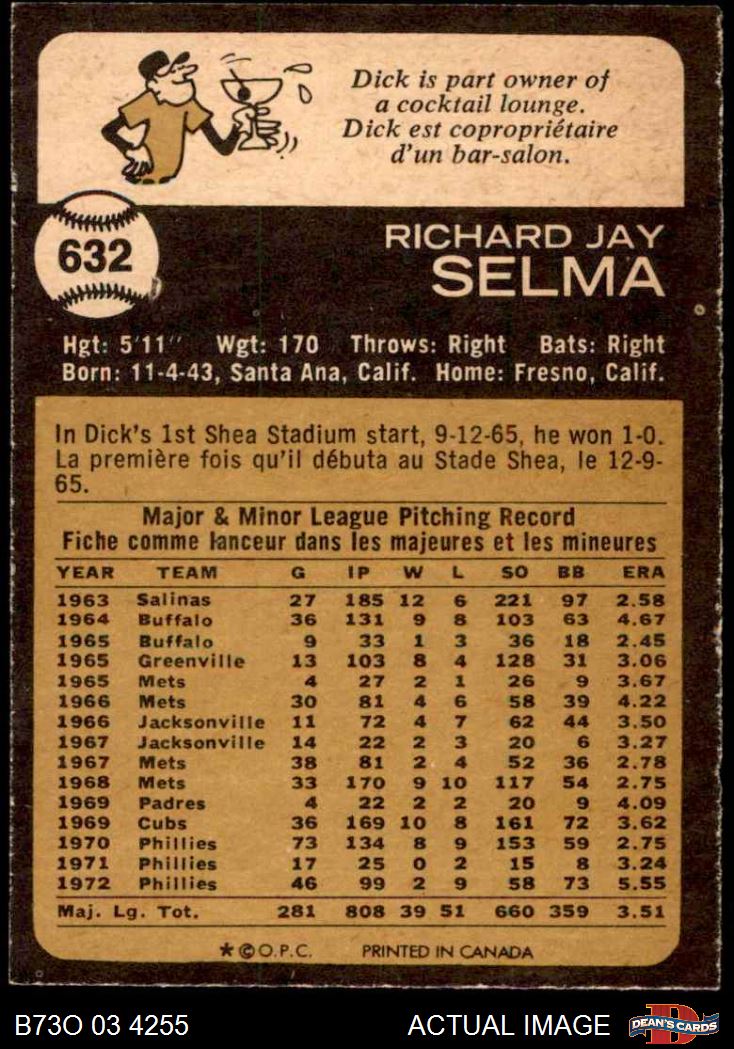 Dick is part owner of
a cocktail lounge.
Dick est copropriétaire
d'un bar-salon.
632
RICHARD JAY
SELMA
Hgt: 5'11" Wgt: 170 Throws: Right Bats: Right
Born: 11-4-43, Santa Ana, Calif. Home: Fresno, Calif.
In Dick's 1st Shea Stadium start, 9-12-65, he won 1-0.
La première fois qu'il débuta au Stade Shea, le 12-9-
65.
Major & Minor League Pitching Record
Fiche comme lanceur dans les majeures et les mineures
YEAR TEAM G IP W L SO BB ERA
1963 Salinas 27 185 12 6 221 97 2.58
1964 Buffalo 36 131 9 8 103 63 4.67
1965 Buffalo 9 33 1 3 36 18 2.45
1965 Greenville 13 103 8 4 128 31 3.06
1965 Mets 4 27 2 1 26 9 3.67
1966 Mets 30 81 4 6 58 39 4.22
1966 Jacksonville 11 72 4 7 62 44 3.50
1967 Jacksonville 14 22 2 3 20 6 3.27
1967 Mets 38 81 2 4 52 36 2.78
1968 Mets 33 170 9 10 117 54 2.75
1969 Padres 4 22 2 2 20 9 4.09
1969 Cubs 36 169 10 8 161 72 3.62
1970 Phillies 73 134 8 9 153 59 2.75
1971 Phillies 17 25 0 2 15 8 3.24
1972 Phillies 46 99 2 9 58 73 5.55
Maj. Lg. Tot. 281 808 39 51 660 359 3.51
★ © O.P.C. PRINTED IN CANADA
B73O 03 4255 ACTUAL IMAGE D DEAN'S CARDS